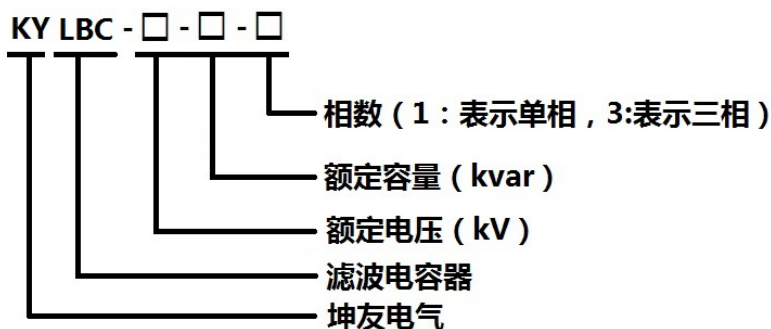 KY LBC - □ - □ - □
相数（1：表示单相，3:表示三相）
额定容量（kvar）
额定电压（kV）
滤波电容器
坤友电气